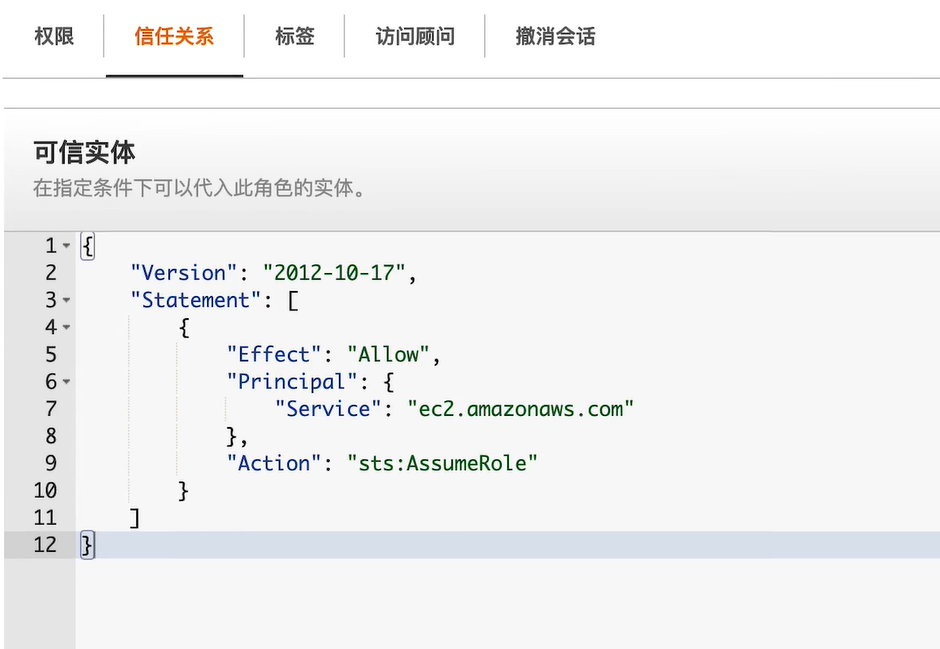 权限 信任关系 标签 访问顾问 撤消会话
可信实体
在指定条件下可以代入此角色的实体。
1 {
2 "Version": "2012-10-17",
3 "Statement": [
4 {
5 "Effect": "Allow",
6 "Principal": {
7 "Service": "ec2.amazonaws.com"
8 },
9 "Action": "sts:AssumeRole"
10 }
11 ]
12 }